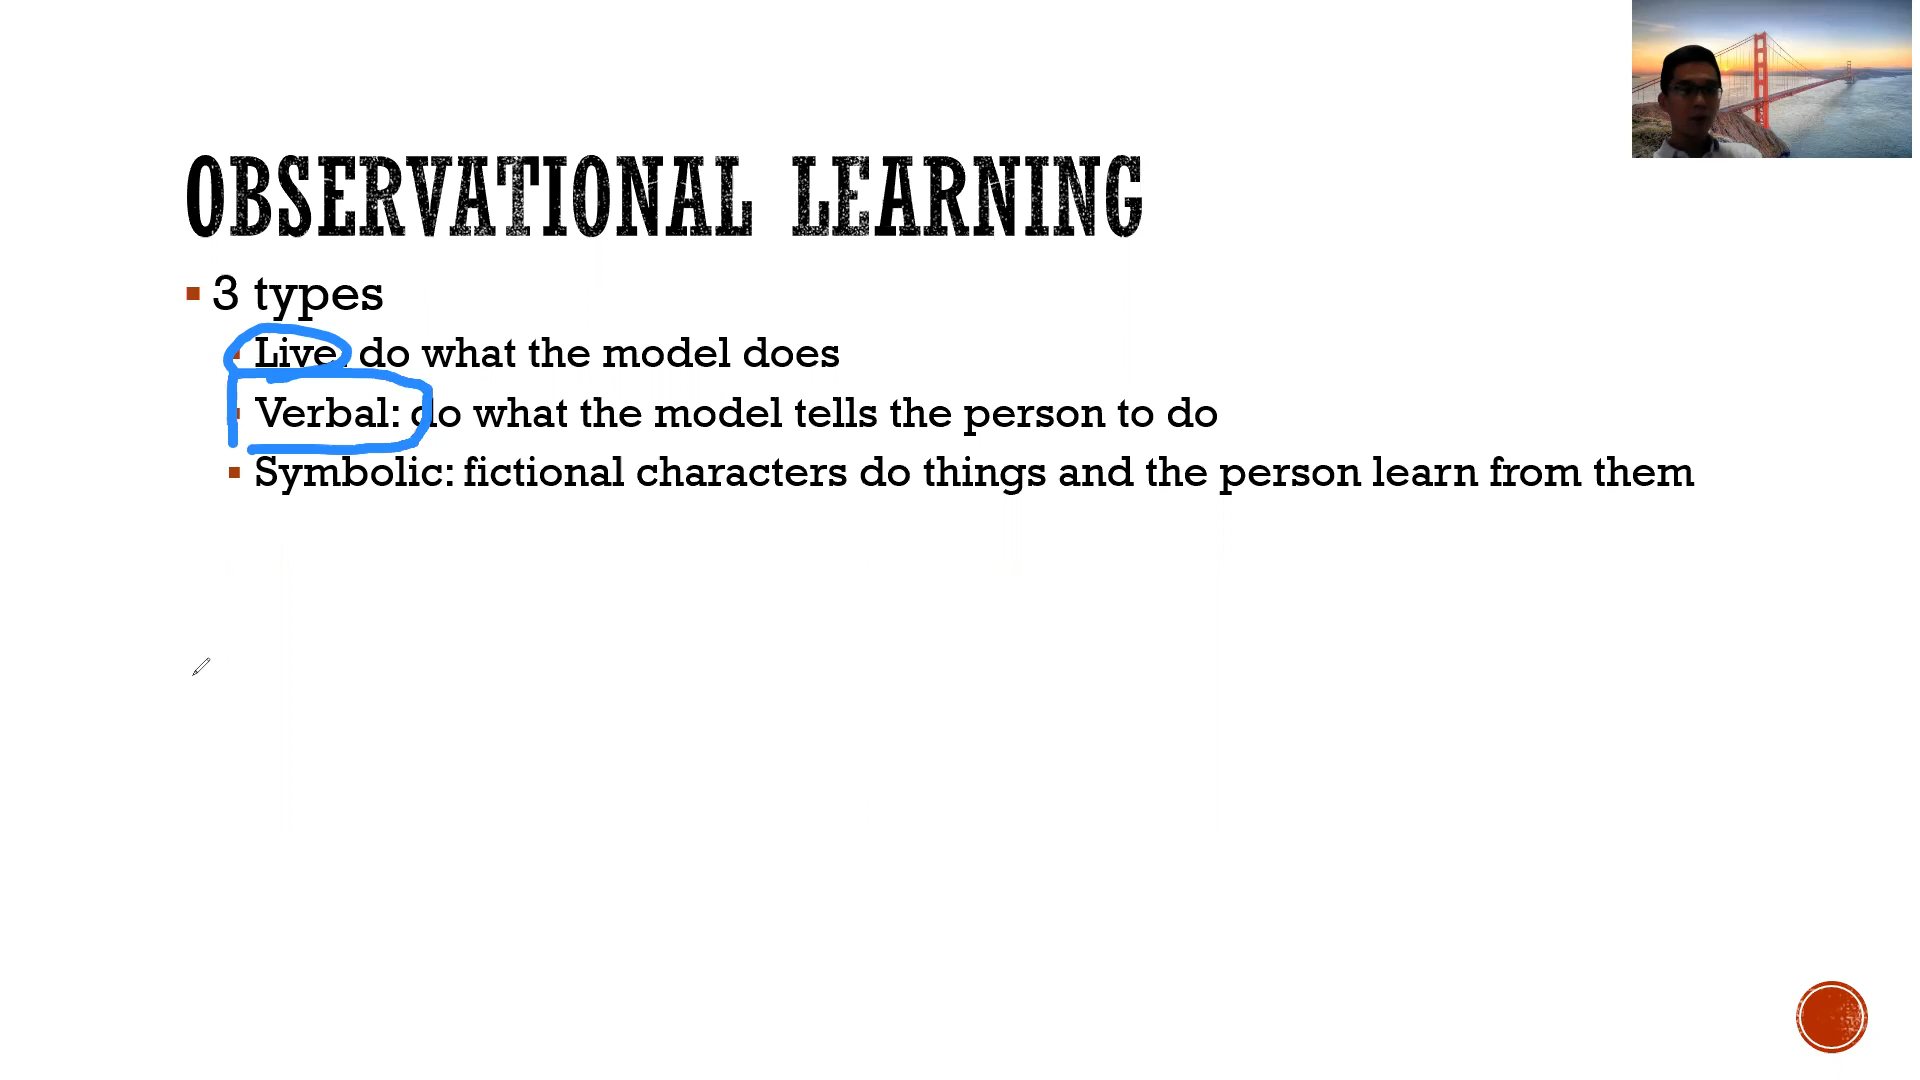 OBSERVATIONAL LEARNING
3 types
Live: do what the model does
Verbal: do what the model tells the person to do
Symbolic: fictional characters do things and the person learn from them